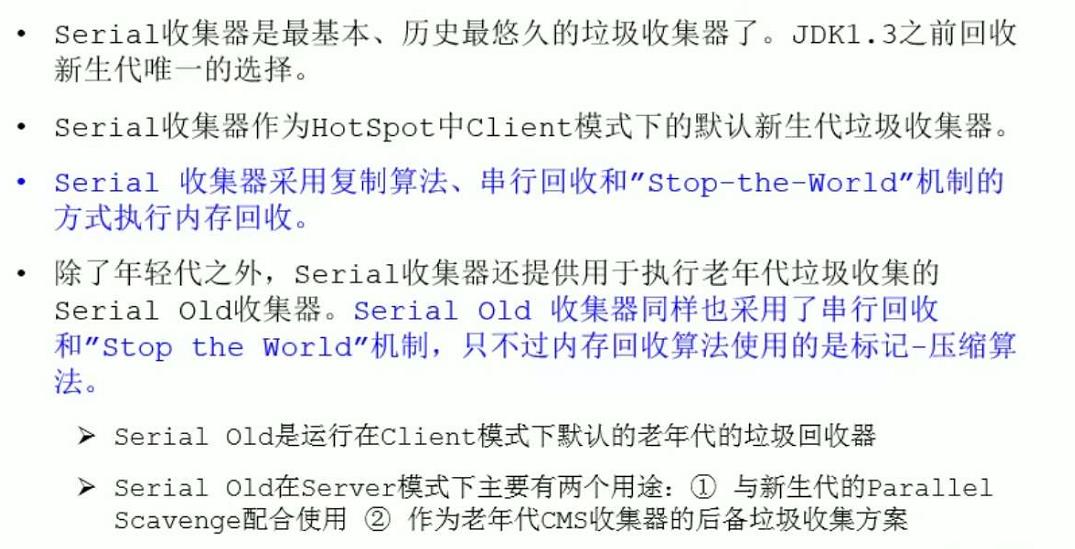 • Serial收集器是最基本、历史最悠久的垃圾收集器了。JDK1.3之前回收
新生代唯一的选择。
• Serial收集器作为HotSpot中Client模式下的默认新生代垃圾收集器。
• Serial 收集器采用复制算法、串行回收和"Stop-the-World"机制的
方式执行内存回收。
• 除了年轻代之外，Serial收集器还提供用于执行老年代垃圾收集的
Serial Old收集器。Serial Old 收集器同样也采用了串行回收
和"Stop the World"机制，只不过内存回收算法使用的是标记-压缩算
法。
➢ Serial Old是运行在Client模式下默认的老年代的垃圾回收器
➢ Serial Old在Server模式下主要有两个用途：① 与新生代的Parallel
Scavenge配合使用 ② 作为老年代CMS收集器的后备垃圾收集方案